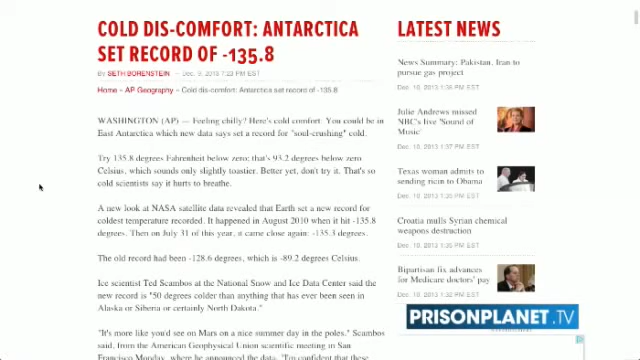 COLD DIS-COMFORT: ANTARCTICA
SET RECORD OF -135.8
By SETH BORENSTEIN — Dec. 9, 2013 7:23 PM EST
Home » AP Geography » Cold dis-comfort: Antarctica set record of -135.8
WASHINGTON (AP) — Feeling chilly? Here's cold comfort. You could be in
East Antarctica which new data says set a record for "soul-crushing" cold.
Try 135.8 degrees Fahrenheit below zero; that's 93.2 degrees below zero
Celsius, which sounds only slightly toastier. Better yet, don't try it. That's so
cold scientists say it hurts to breathe.
A new look at NASA satellite data revealed that Earth set a new record for
coldest temperature recorded. It happened in August 2010 when it hit -135.8
degrees. Then on July 31 of this year, it came close again: -135.3 degrees.
The old record had been -128.6 degrees, which is -89.2 degrees Celsius.
Ice scientist Ted Scambos at the National Snow and Ice Data Center said the
new record is "50 degrees colder than anything that has ever been seen in
Alaska or Siberia or certainly North Dakota."
"It's more like you'd see on Mars on a nice summer day in the poles," Scambos
said, from the American Geophysical Union scientific meeting in
San Francisco Monday, where he announced the data. "I'm confident that these
LATEST NEWS
News Summary: Pakistan, Iran to
pursue gas project
Dec. 10, 2013 1:38 PM EST
Julie Andrews missed
NBC's live 'Sound of
Music'
Dec. 10, 2013 1:37 PM EST
Texas woman admits to
sending ricin to Obama
Dec. 10, 2013 1:35 PM EST
Croatia mulls Syrian chemical
weapons destruction
Dec. 10, 2013 1:35 PM EST
Bipartisan fix advances
for Medicare doctors' pay
Dec. 10, 2013 1:32 PM EST
PRISONPLANET.TV